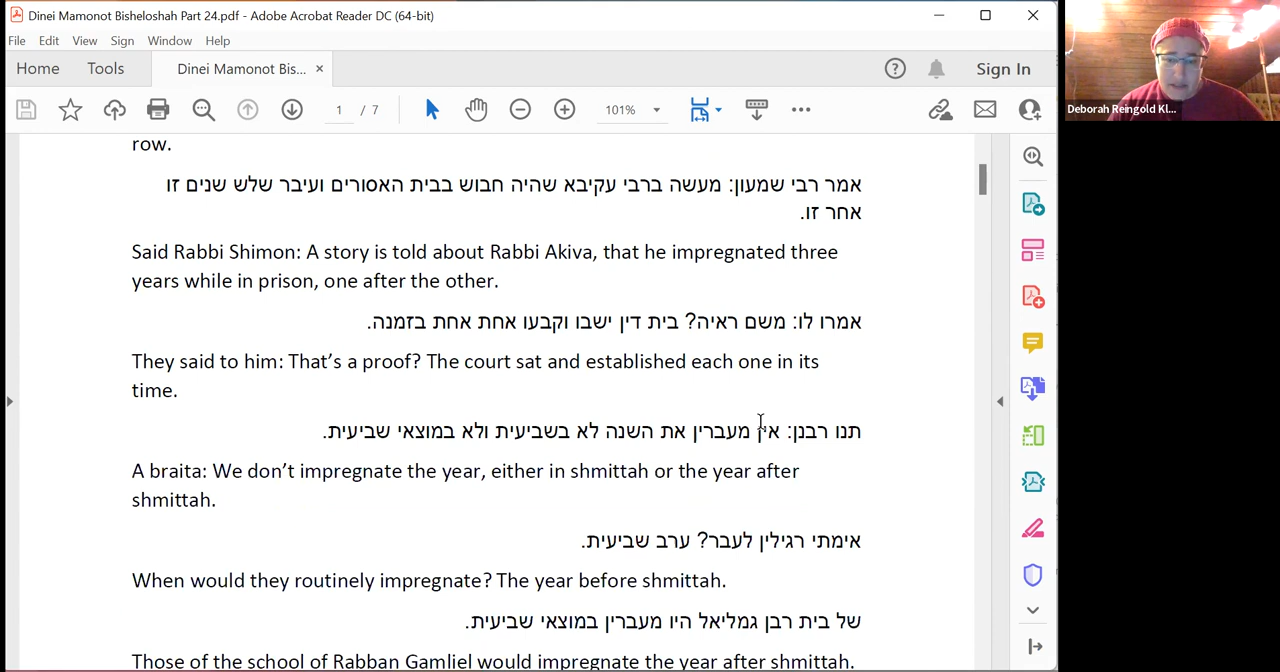 Dinei Mamonot Bisheloshah Part 24.pdf - Adobe Acrobat Reader DC (64-bit)
File Edit View Sign Window Help
Home Tools Dinei Mamonot Bis... × Sign In
1 / 7 101%
row.
אמר רבי שמעון: מעשה ברבי עקיבא שהיה חבוש בבית האסורים ועיבר שלש שנים זו
אחר זו.
Said Rabbi Shimon: A story is told about Rabbi Akiva, that he impregnated three
years while in prison, one after the other.
אמרו לו: משם ראיה? בית דין ישבו וקבעו אחת אחת בזמנה.
They said to him: That’s a proof? The court sat and established each one in its
time.
תנו רבנן: אין מעברין את השנה לא בשביעית ולא במוצאי שביעית.
A braita: We don’t impregnate the year, either in shmittah or the year after
shmittah.
אימתי רגילין לעבר? ערב שביעית.
When would they routinely impregnate? The year before shmittah.
של בית רבן גמליאל היו מעברין במוצאי שביעית.
Those of the school of Rabban Gamliel would impregnate the year after shmittah.
Deborah Reingold Kl...